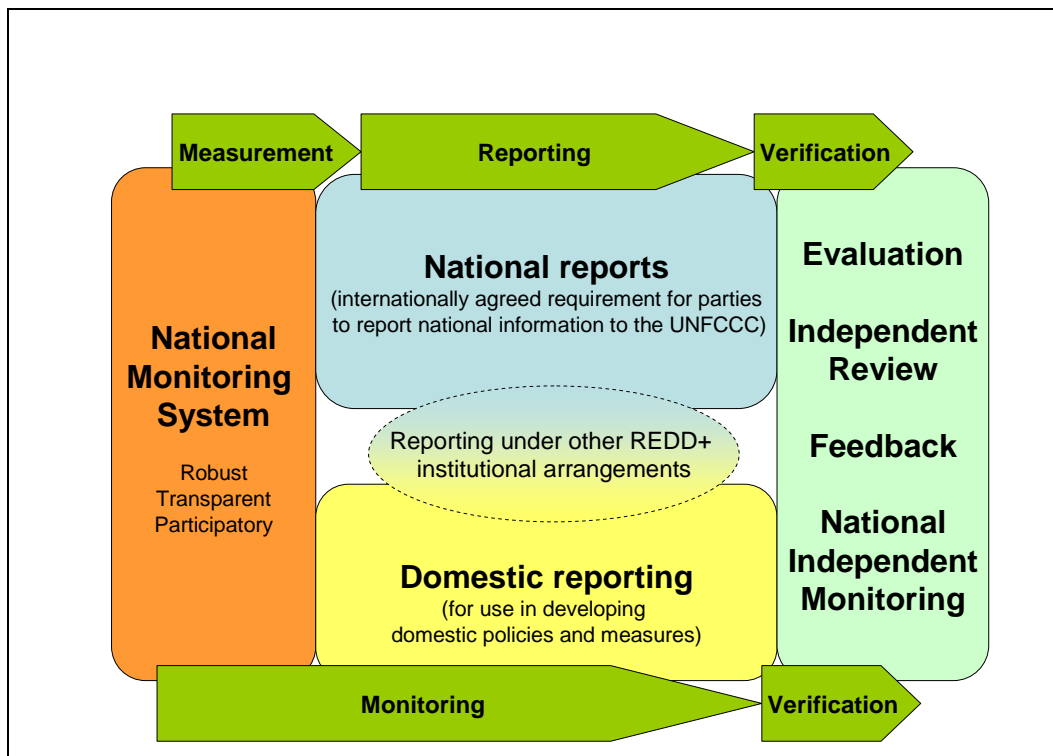 Measurement
Reporting
Verification
National
Monitoring
System
Robust
Transparent
Participatory
National reports
(internationally agreed requirement for parties
to report national information to the UNFCCC)
Reporting under other REDD+
institutional arrangements
Domestic reporting
(for use in developing
domestic policies and measures)
Evaluation
Independent
Review
Feedback
National
Independent
Monitoring
Monitoring
Verification